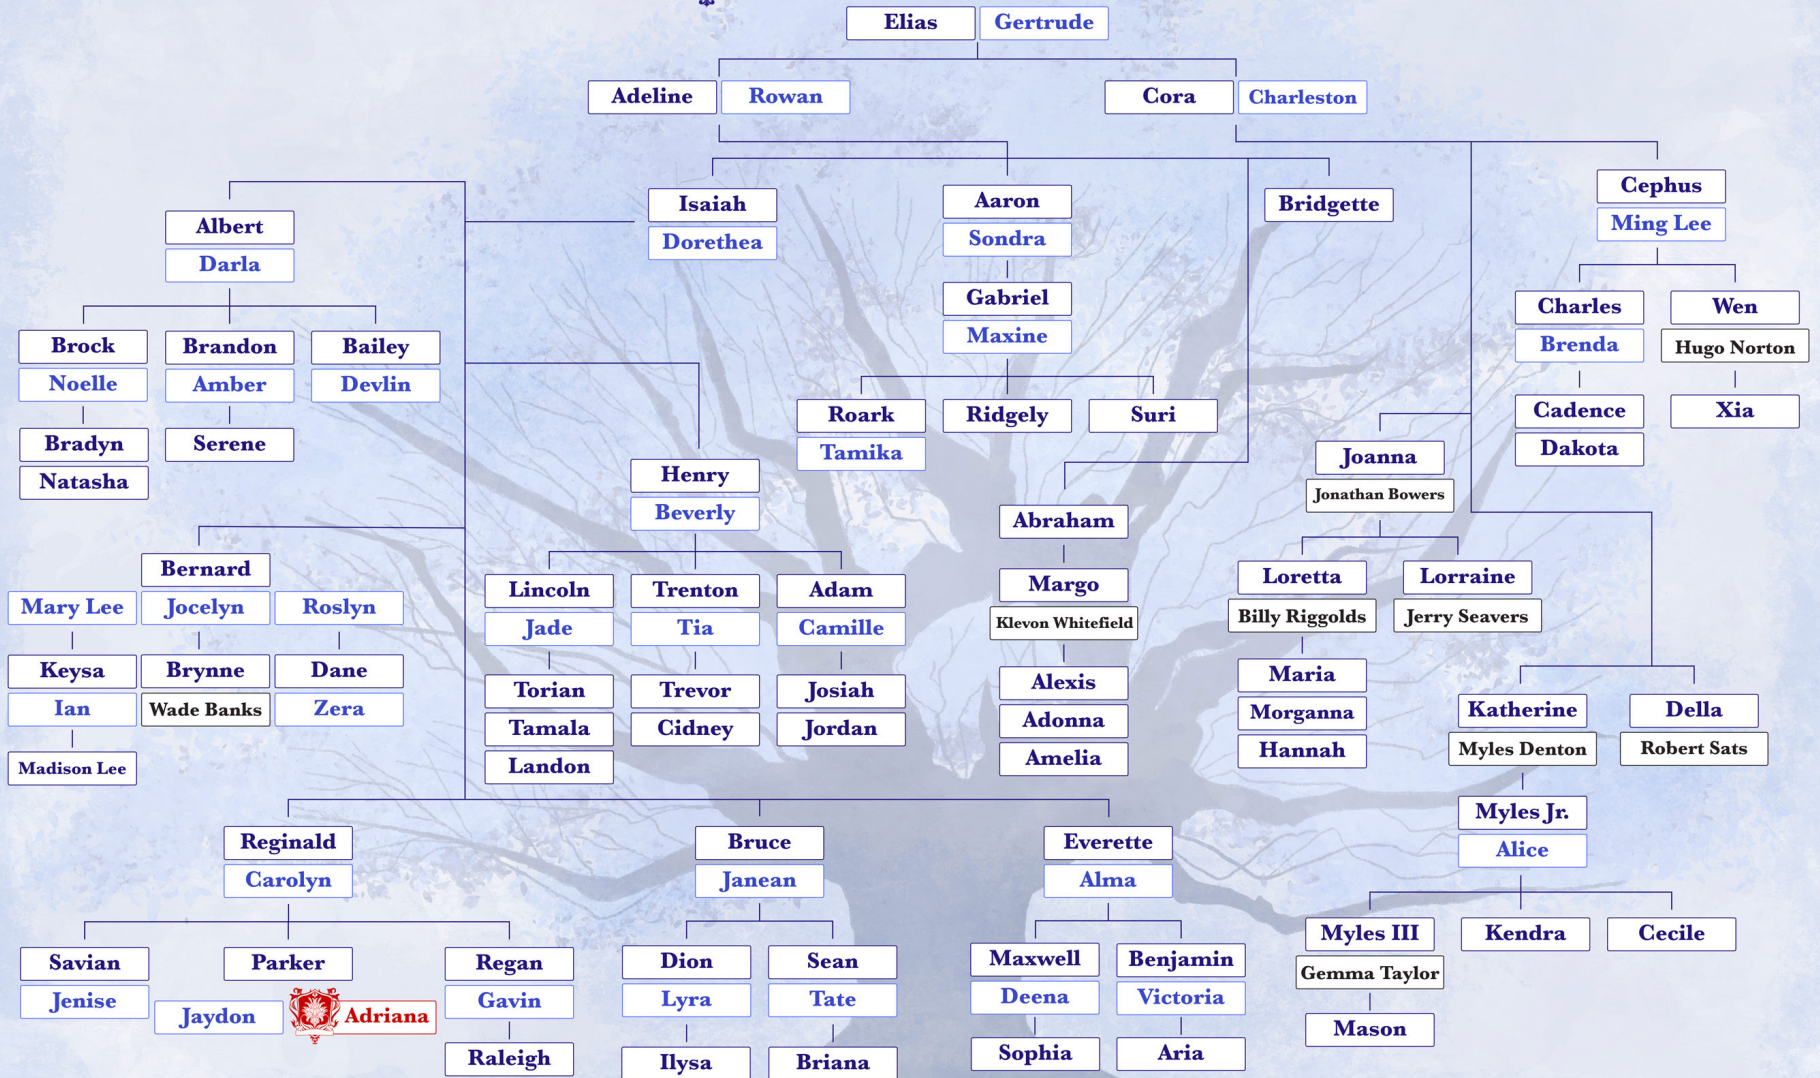 Elias
Gertrude
Adeline
Rowan
Cora
Charleston
Isaiah
Dorethea
Aaron
Sondra
Bridgette
Cephus
Ming Lee
Albert
Darla
Gabriel
Maxine
Charles
Brenda
Wen
Hugo Norton
Brock
Noelle
Brandon
Amber
Bailey
Devlin
Bradyn
Natasha
Serene
Roark
Tamika
Ridgely
Suri
Cadence
Dakota
Xia
Henry
Beverly
Joanna
Jonathan Bowers
Abraham
Bernard
Mary Lee
Jocelyn
Roslyn
Lincoln
Jade
Trenton
Tia
Adam
Camille
Margo
Klevon Whitefield
Loretta
Billy Riggolds
Lorraine
Jerry Seavers
Keysa
Ian
Brynne
Wade Banks
Dane
Zera
Torian
Tamala
Landon
Trevor
Cidney
Josiah
Jordan
Alexis
Adonna
Amelia
Maria
Morganna
Hannah
Katherine
Myles Denton
Della
Robert Sats
Madison Lee
Myles Jr.
Alice
Reginald
Carolyn
Bruce
Janean
Everette
Alma
Myles III
Gemma Taylor
Kendra
Cecile
Savian
Jenise
Parker
Jaydon
Adriana
Regan
Gavin
Dion
Lyra
Sean
Tate
Maxwell
Deena
Benjamin
Victoria
Mason
Raleigh
Ilysa
Briana
Sophia
Aria